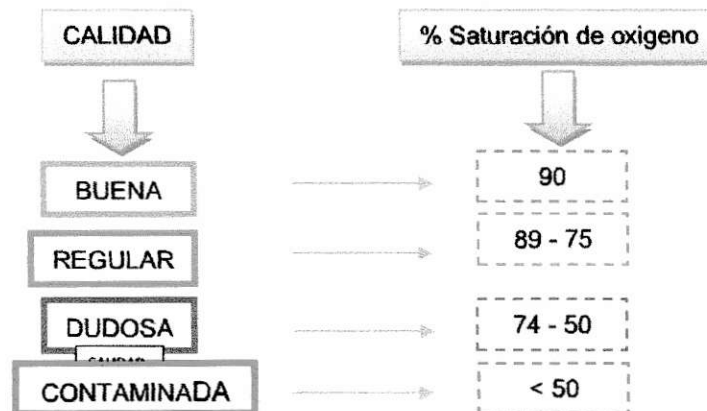 CALIDAD
% Saturación de oxigeno
BUENA
90
REGULAR
89 - 75
DUDOSA
74 - 50
CONTAMINADA
< 50